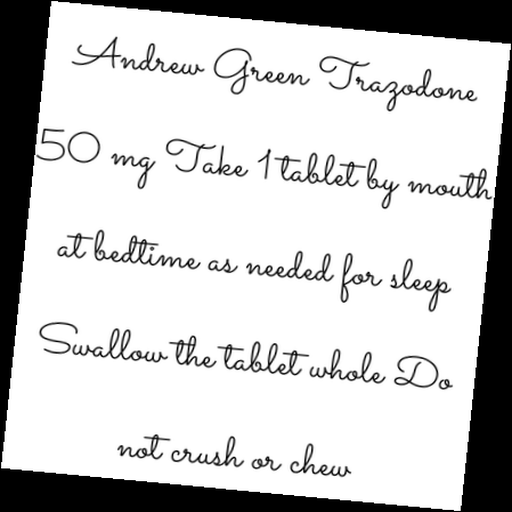 Andrew Green Trazodone
50 mg Take 1 tablet by mouth
at bedtime as needed for sleep
Swallow the tablet whole Do
not crush or chew